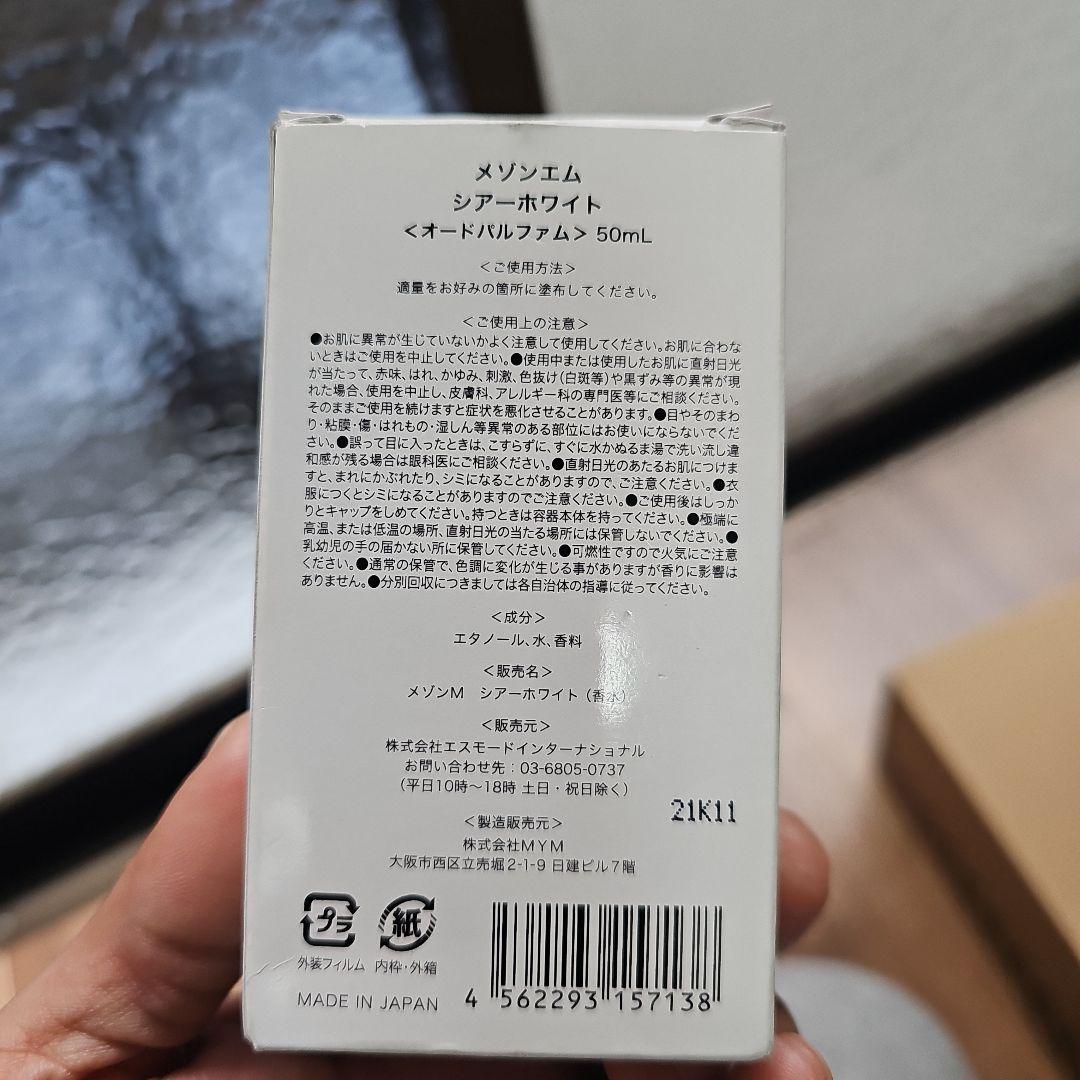 メゾンエム
シアーホワイト
＜オードパルファム＞ 50mL
＜ご使用方法＞
適量をお好みの箇所に塗布してください。
＜ご使用上の注意＞
●お肌に異常が生じていないかよく注意して使用してください。お肌に合わな
いときはご使用を中止してください。●使用中または使用したお肌に直射日光
が当たって、赤味、はれ、かゆみ、刺激、色抜け(白斑等)や黒ずみ等の異常が現
れた場合、使用を中止し、皮膚科、アレルギー科の専門医等にご相談ください。
そのままご使用を続けますと症状を悪化させることがあります。●目やそのまわ
り・粘膜・傷・はれもの・湿しん等異常のある部位にはお使いにならないでくだ
さい。●誤って目に入ったときは、こすらずに、すぐに水かぬるま湯で洗い流し違
和感が残る場合は眼科医にご相談ください。●直射日光のあたるお肌につけま
すと、まれにかぶれたり、シミになることがありますので、ご注意ください。●衣
服につくとシミになることがありますのでご注意ください。●ご使用後はしっか
りとキャップをしめてください。持つときは容器本体を持ってください。●極端に
高温、または低温の場所、直射日光の当たる場所には保管しないでください。●
乳幼児の手の届かない所に保管してください。●可燃性ですので火気にご注意
ください。●通常の保管で、色調に変化が生じる事がありますが香りに影響は
ありません。●分別回収につきましては各自治体の指導に従ってください。
＜成分＞
エタノール、水、香料
＜販売名＞
メゾンM　シアーホワイト（香水）
＜販売元＞
株式会社エスモードインターナショナル
お問い合わせ先：03-6805-0737
(平日10時〜18時 土日・祝日除く)
21K11
＜製造販売元＞
株式会社MYM
大阪市西区立売堀2-1-9 日建ビル7階
プラ 紙
外装フィルム 内枠・外箱
MADE IN JAPAN
4 562293 157138